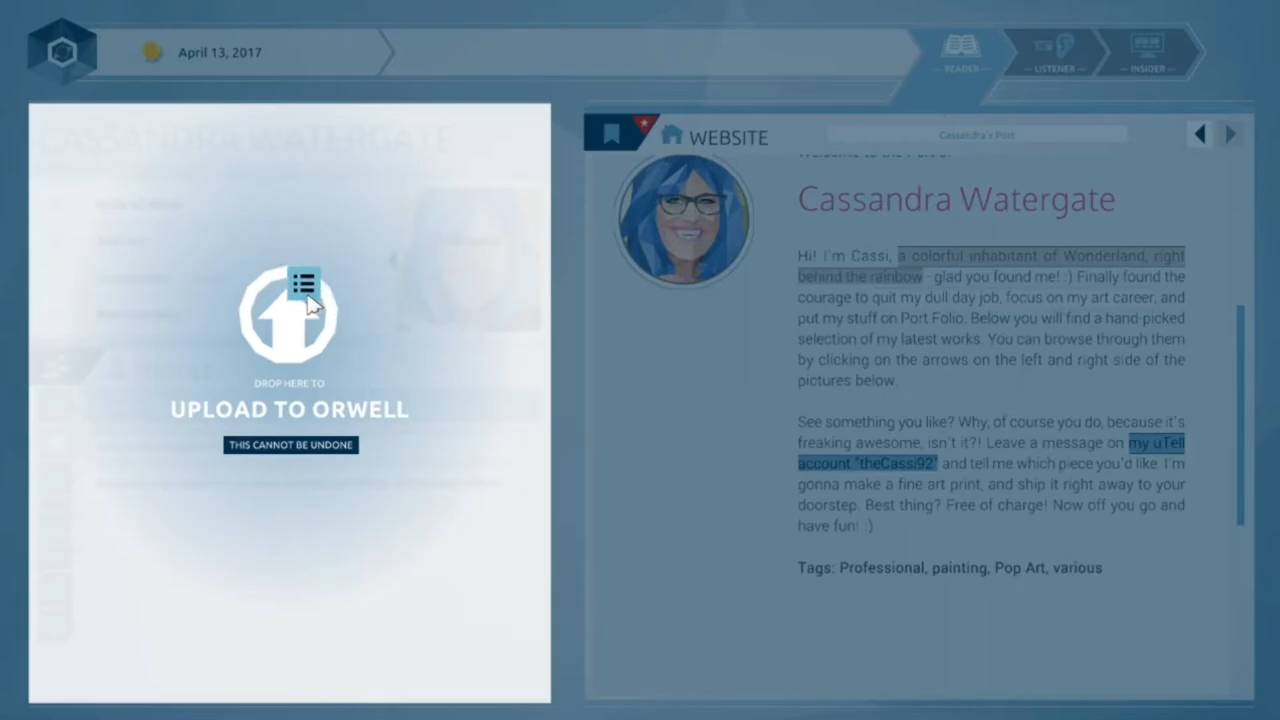 April 13, 2017
READER
LISTENER
INSIDER
CASSANDRA WATERGATE
DROP HERE TO
UPLOAD TO ORWELL
THIS CANNOT BE UNDONE
WEBSITE
Cassandra's Port
Welcome to the Port of
Cassandra Watergate
Hi! I'm Cassi, a colorful inhabitant of Wonderland, right
behind the rainbow - glad you found me! :) Finally found the
courage to quit my dull day job, focus on my art career, and
put my stuff on Port Folio. Below you will find a hand-picked
selection of my latest works. You can browse through them
by clicking on the arrows on the left and right side of the
pictures below.
See something you like? Why, of course you do, because it's
freaking awesome, isn't it?! Leave a message on my uTell
account "theCassi92" and tell me which piece you'd like. I'm
gonna make a fine art print, and ship it right away to your
doorstep. Best thing? Free of charge! Now off you go and
have fun! :)
Tags: Professional, painting, Pop Art, various